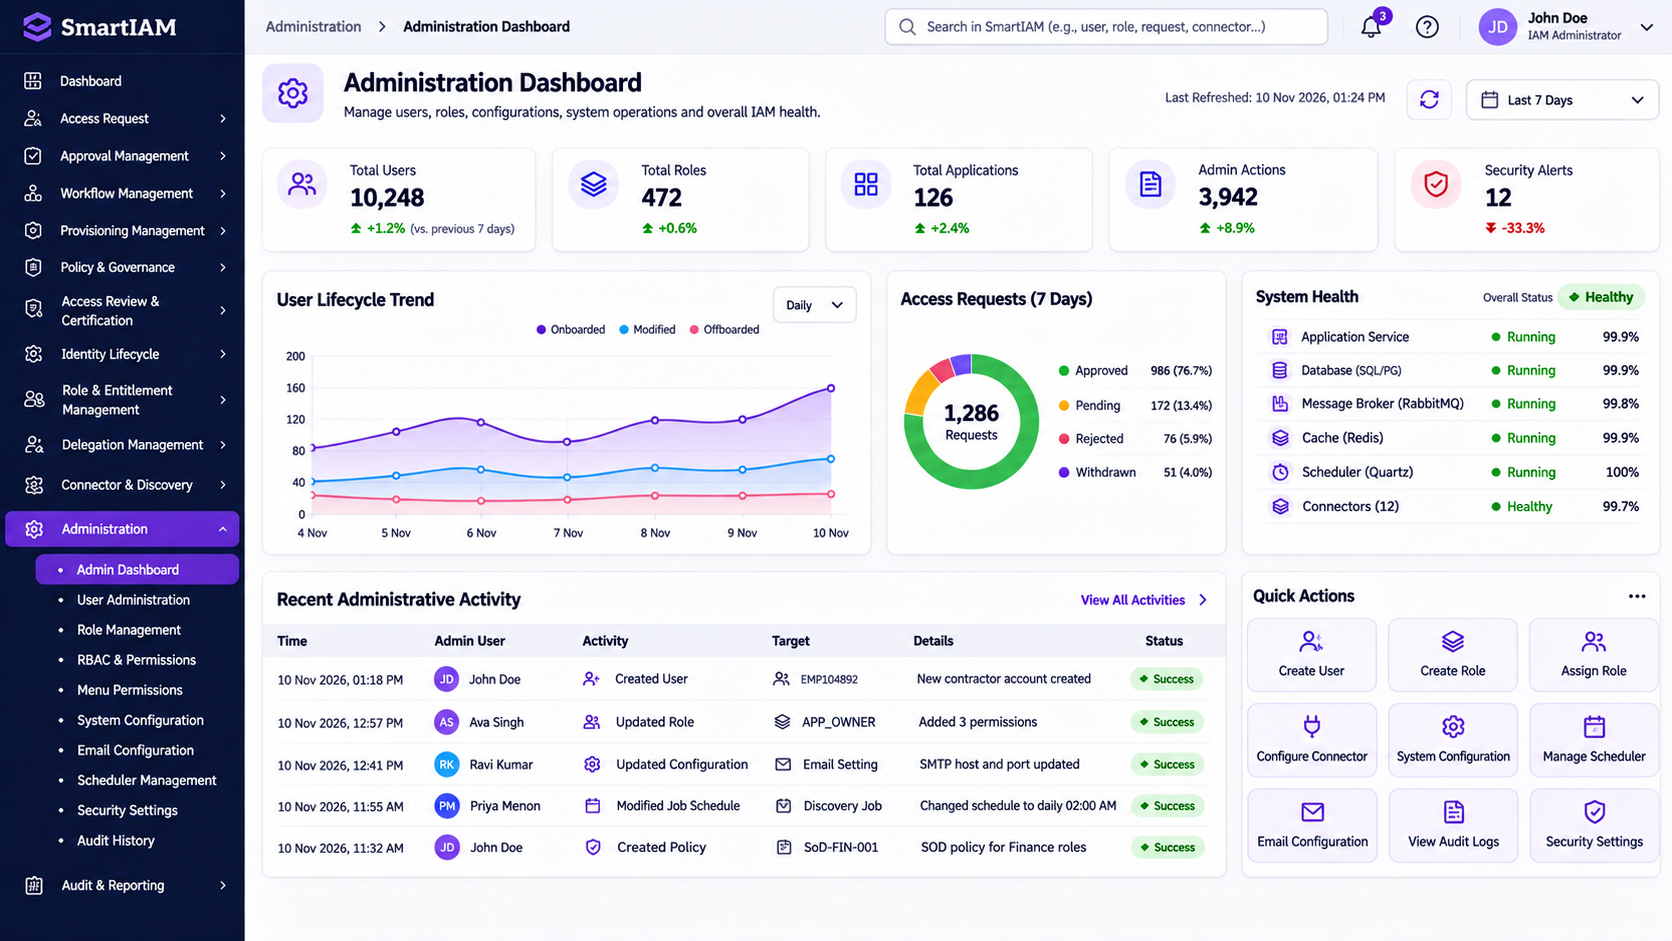 SmartIAM
Administration > Administration Dashboard
Search in SmartIAM (e.g., user, role, request, connector...)
3
JD
John Doe
IAM Administrator
Dashboard
Access Request
Approval Management
Workflow Management
Provisioning Management
Policy & Governance
Access Review &
Certification
Identity Lifecycle
Role & Entitlement
Management
Delegation Management
Connector & Discovery
Administration
• Admin Dashboard
• User Administration
• Role Management
• RBAC & Permissions
• Menu Permissions
• System Configuration
• Email Configuration
• Scheduler Management
• Security Settings
• Audit History
Audit & Reporting
Administration Dashboard
Manage users, roles, configurations, system operations and overall IAM health.
Last Refreshed: 10 Nov 2026, 01:24 PM
Last 7 Days
Total Users
10,248
+1.2% (vs. previous 7 days)
Total Roles
472
+0.6%
Total Applications
126
+2.4%
Admin Actions
3,942
+8.9%
Security Alerts
12
-33.3%
User Lifecycle Trend
Daily
Onboarded Modified Offboarded
200
160
120
80
40
0
4 Nov 5 Nov 6 Nov 7 Nov 8 Nov 9 Nov 10 Nov
Access Requests (7 Days)
1,286
Requests
Approved 986 (76.7%)
Pending 172 (13.4%)
Rejected 76 (5.9%)
Withdrawn 51 (4.0%)
System Health
Overall Status Healthy
Application Service Running 99.9%
Database (SQL/PG) Running 99.9%
Message Broker (RabbitMQ) Running 99.8%
Cache (Redis) Running 99.9%
Scheduler (Quartz) Running 100%
Connectors (12) Healthy 99.7%
Recent Administrative Activity
View All Activities >
Time Admin User Activity Target Details Status
10 Nov 2026, 01:18 PM JD John Doe Created User EMP104892 New contractor account created Success
10 Nov 2026, 12:57 PM AS Ava Singh Updated Role APP_OWNER Added 3 permissions Success
10 Nov 2026, 12:41 PM RK Ravi Kumar Updated Configuration Email Setting SMTP host and port updated Success
10 Nov 2026, 11:55 AM PM Priya Menon Modified Job Schedule Discovery Job Changed schedule to daily 02:00 AM Success
10 Nov 2026, 11:32 AM JD John Doe Created Policy SoD-FIN-001 SOD policy for Finance roles Success
Quick Actions
Create User
Create Role
Assign Role
Configure Connector
System Configuration
Manage Scheduler
Email Configuration
View Audit Logs
Security Settings